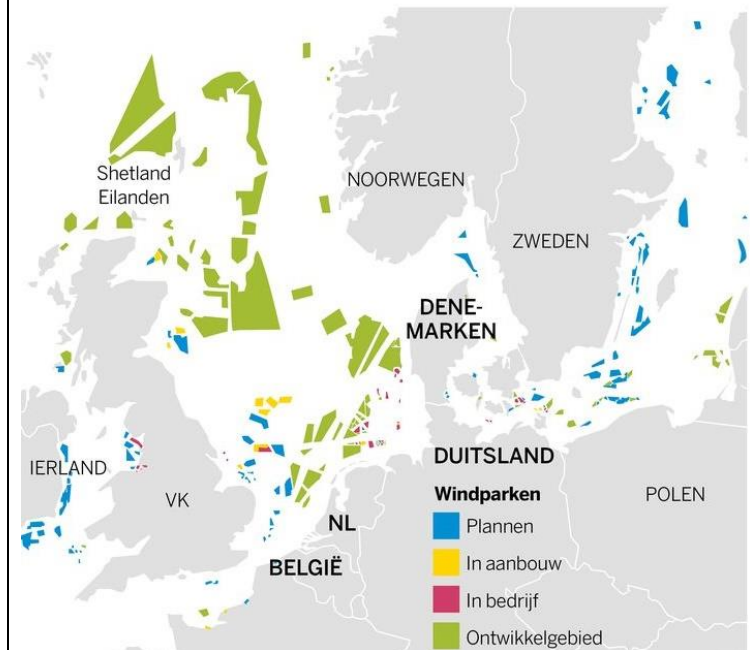 Shetland
Eilanden
NOORWEGEN
ZWEDEN
DENE-
MARKEN
IERLAND
VK
DUITSLAND
POLEN
NL
BELGIË
Windparken
Plannen
In aanbouw
In bedrijf
Ontwikkelgebied